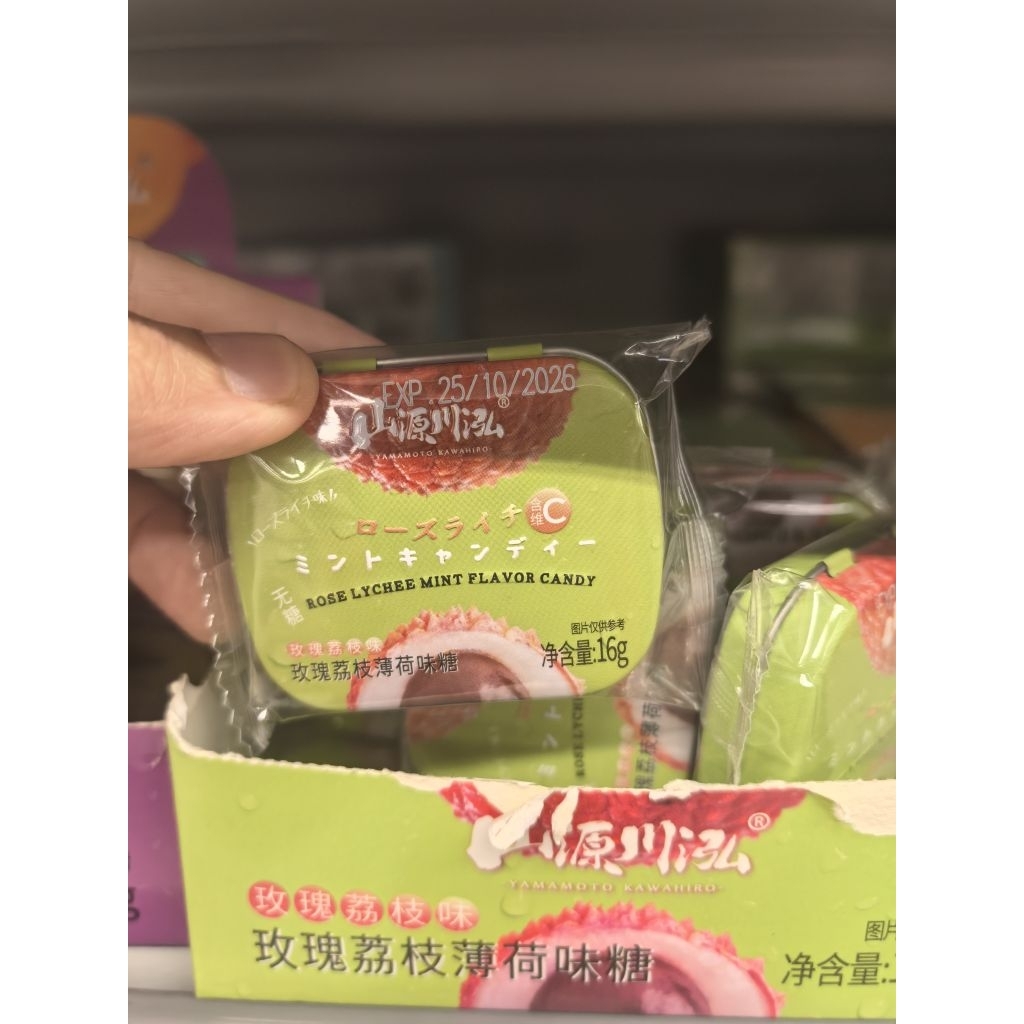 EXP.25/10/2026
山源川泓®
-YAMAMOTO KAWAHIRO-
\ローズライチ味/
ローズライチ
含维C
ミントキャンディー
ROSE LYCHEE MINT FLAVOR CANDY
无糖
玫瑰荔枝味
玫瑰荔枝薄荷味糖
图片仅供参考
净含量:16g
山源川泓®
-YAMAMOTO KAWAHIRO-
玫瑰荔枝味
玫瑰荔枝薄荷味糖
图片
净含量: